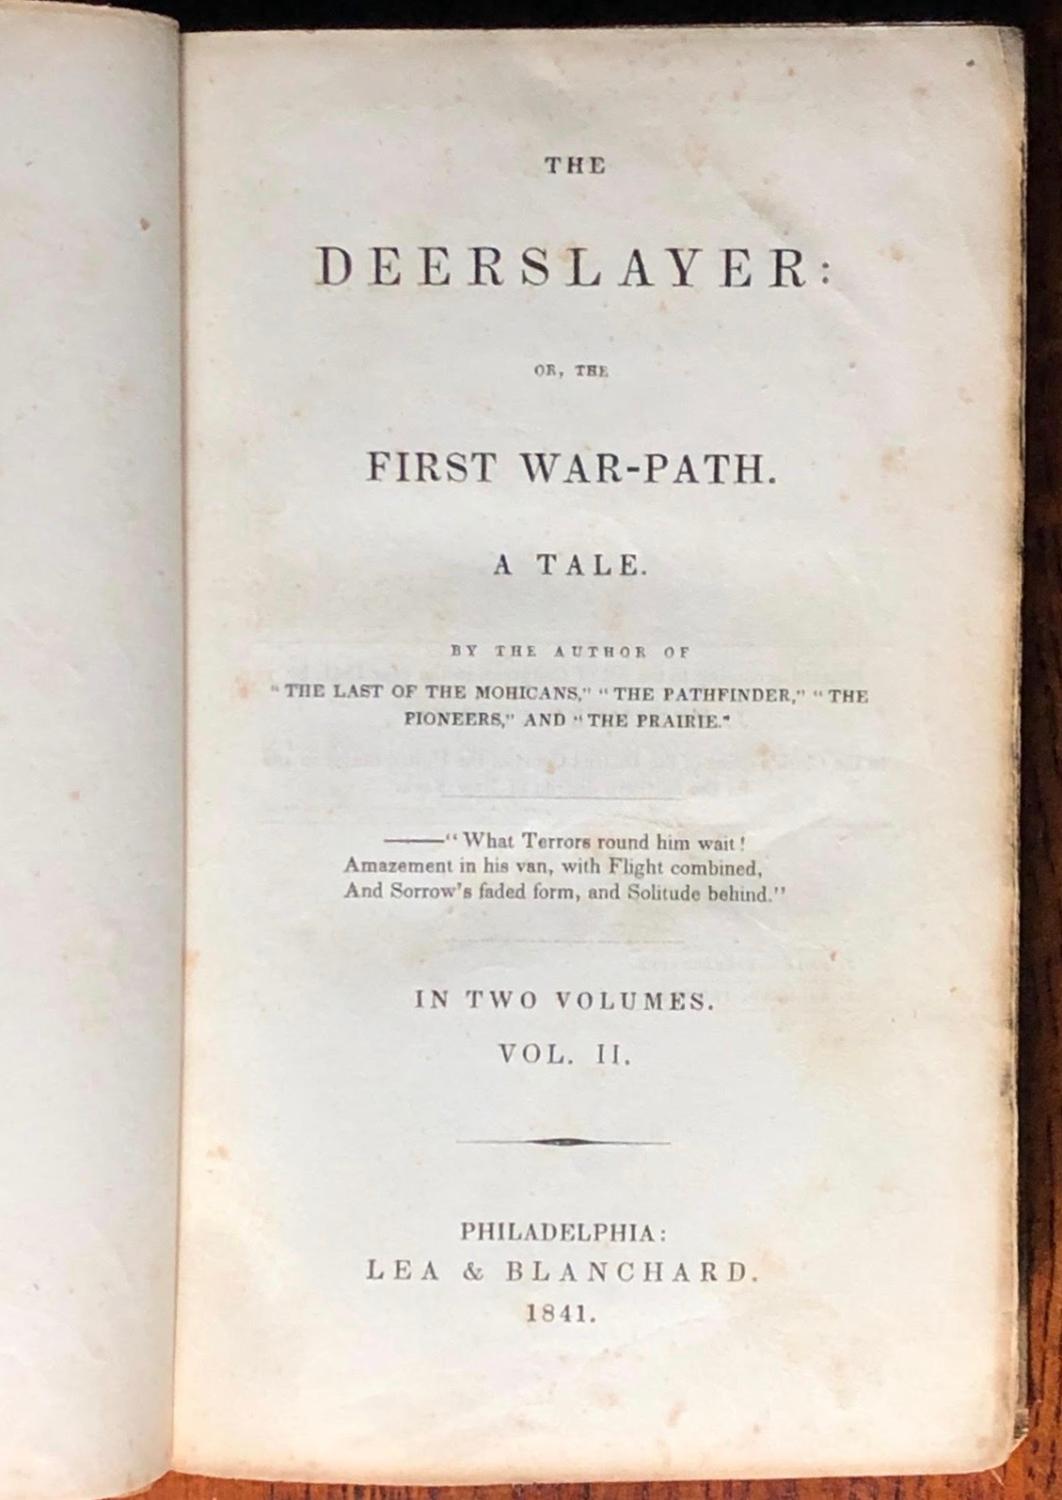 THE
DEERSLAYER:
OR, THE
FIRST WAR-PATH.
A TALE.
BY THE AUTHOR OF
"THE LAST OF THE MOHICANS," "THE PATHFINDER," "THE
PIONEERS," AND "THE PRAIRIE."
——"What Terrors round him wait!
Amazement in his van, with Flight combined,
And Sorrow's faded form, and Solitude behind."
IN TWO VOLUMES.
VOL. II.
PHILADELPHIA:
LEA & BLANCHARD.
1841.